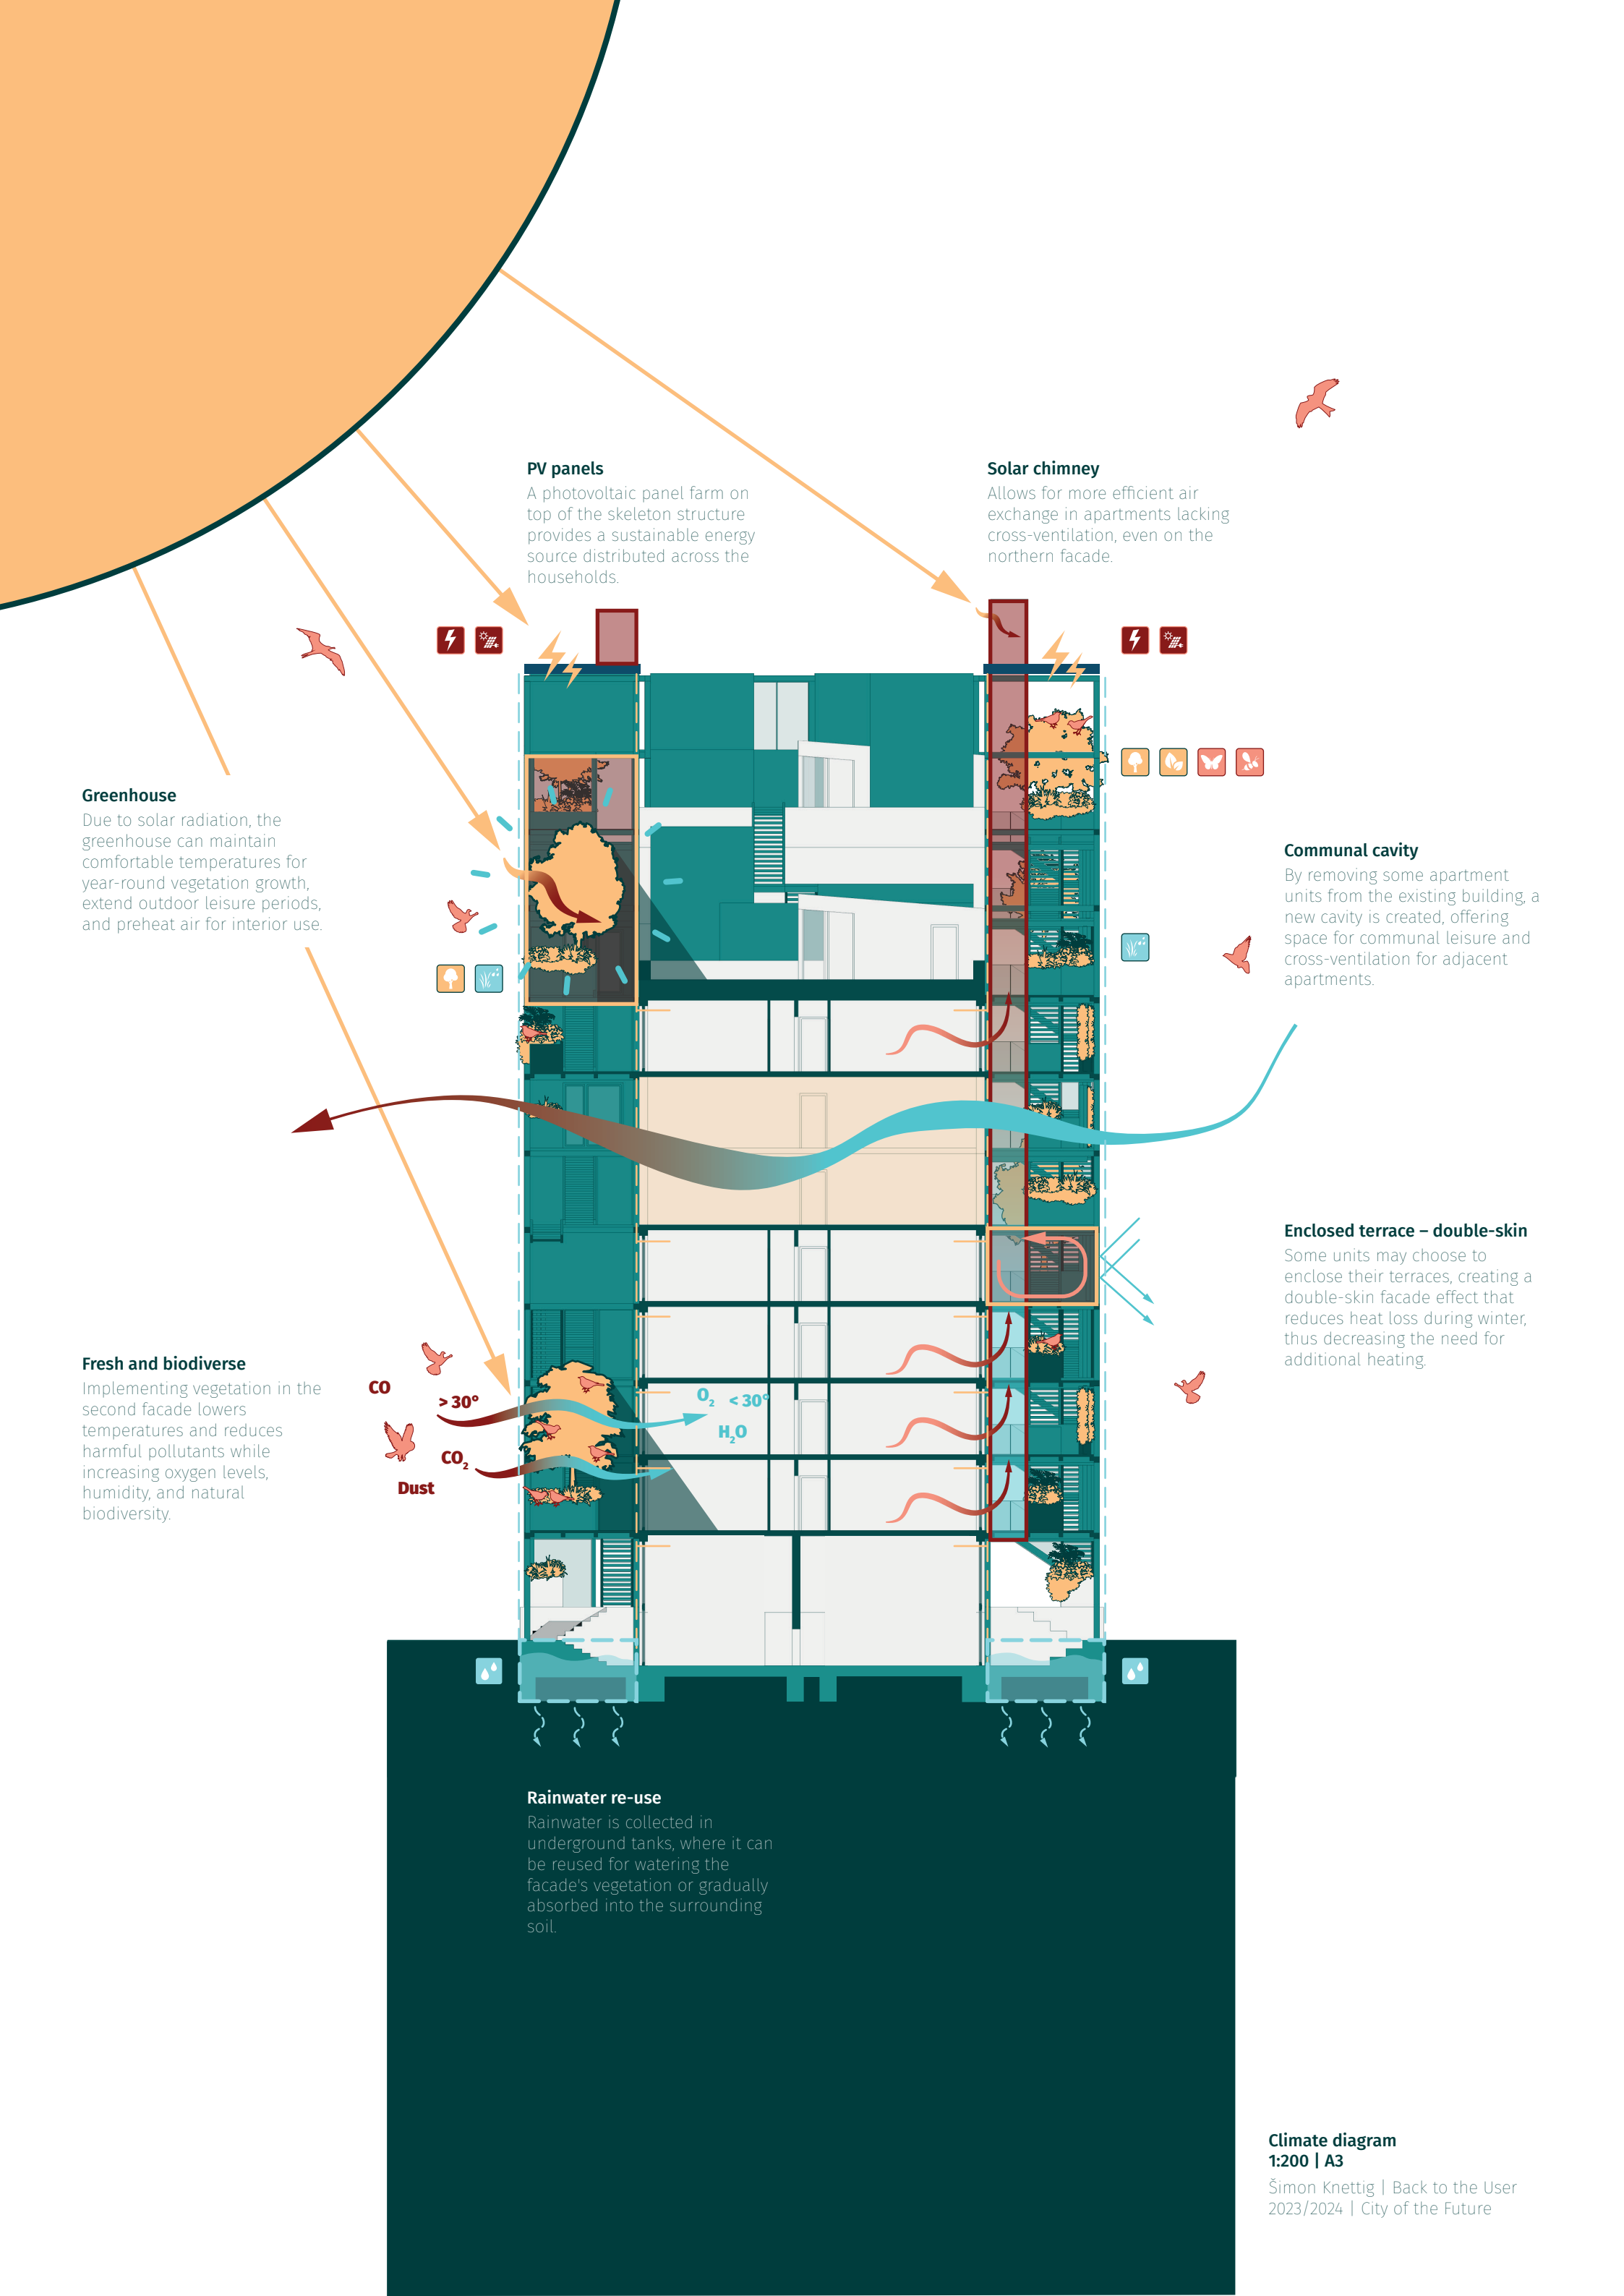 PV panels
A photovoltaic panel farm on
top of the skeleton structure
provides a sustainable energy
source distributed across the
households.
Solar chimney
Allows for more efficient air
exchange in apartments lacking
cross-ventilation, even on the
northern facade.
Greenhouse
Due to solar radiation, the
greenhouse can maintain
comfortable temperatures for
year-round vegetation growth,
extend outdoor leisure periods,
and preheat air for interior use.
Communal cavity
By removing some apartment
units from the existing building, a
new cavity is created, offering
space for communal leisure and
cross-ventilation for adjacent
apartments.
Enclosed terrace – double-skin
Some units may choose to
enclose their terraces, creating a
double-skin facade effect that
reduces heat loss during winter,
thus decreasing the need for
additional heating.
Fresh and biodiverse
Implementing vegetation in the
second facade lowers
temperatures and reduces
harmful pollutants while
increasing oxygen levels,
humidity, and natural
biodiversity.
CO
> 30°
CO₂
Dust
O₂ < 30°
H₂O
Rainwater re-use
Rainwater is collected in
underground tanks, where it can
be reused for watering the
facade's vegetation or gradually
absorbed into the surrounding
soil.
Climate diagram
1:200 | A3
Šimon Knettig | Back to the User
2023/2024 | City of the Future